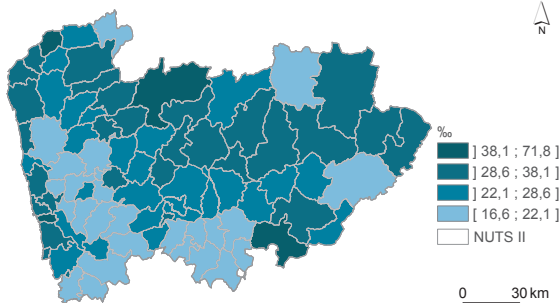 N
‰
] 38,1 ; 71,8 ]
] 28,6 ; 38,1 ]
] 22,1 ; 28,6 ]
[ 16,6 ; 22,1 ]
NUTS II
0 30 km